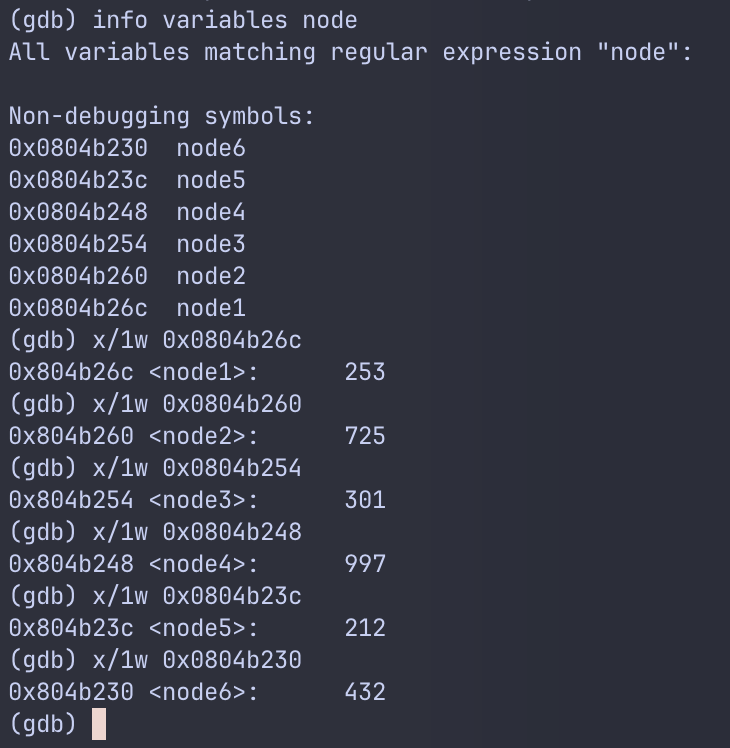 (gdb) info variables node
All variables matching regular expression "node":
Non-debugging symbols:
0x0804b230  node6
0x0804b23c  node5
0x0804b248  node4
0x0804b254  node3
0x0804b260  node2
0x0804b26c  node1
(gdb) x/1w 0x0804b26c
0x804b26c <node1>:      253
(gdb) x/1w 0x0804b260
0x804b260 <node2>:      725
(gdb) x/1w 0x0804b254
0x804b254 <node3>:      301
(gdb) x/1w 0x0804b248
0x804b248 <node4>:      997
(gdb) x/1w 0x0804b23c
0x804b23c <node5>:      212
(gdb) x/1w 0x0804b230
0x804b230 <node6>:      432
(gdb)